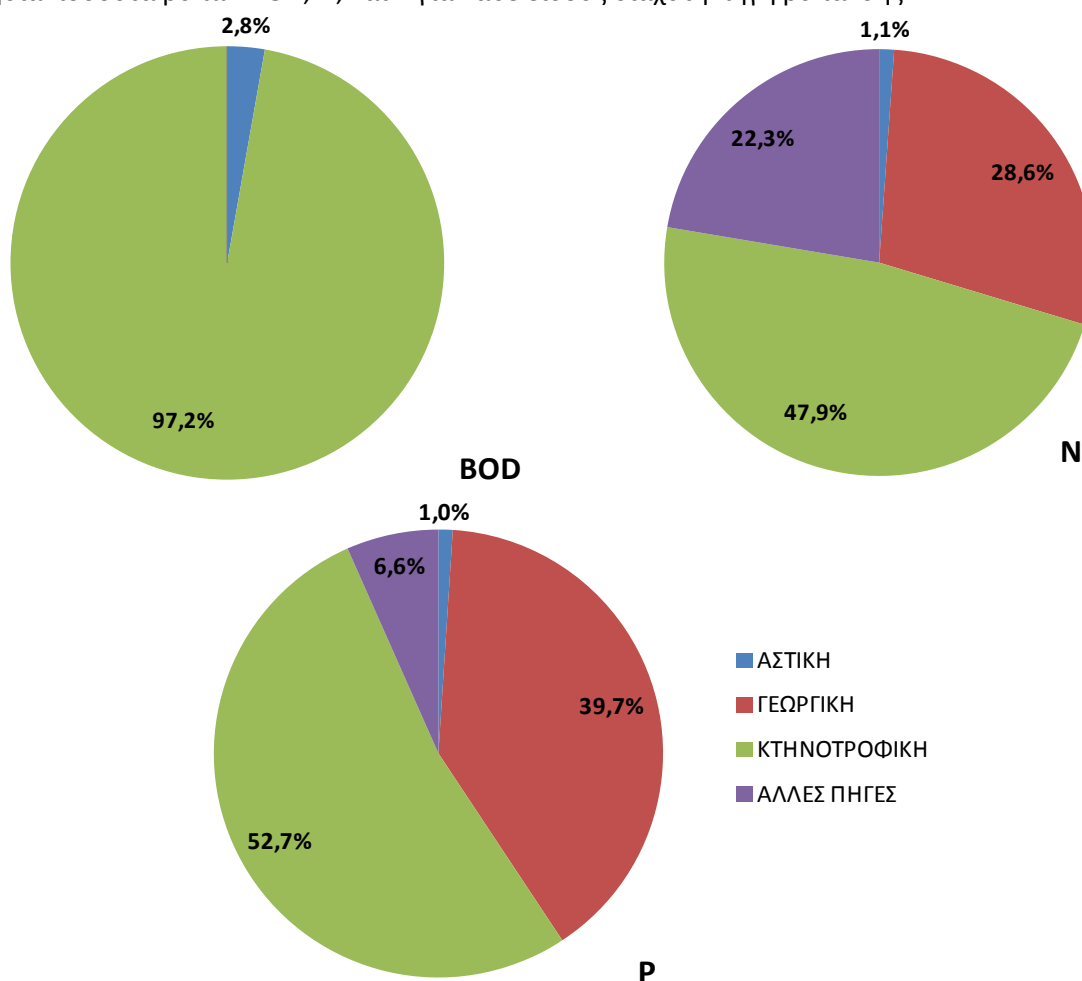 2,8%
97,2%
BOD
1,1%
22,3%
28,6%
47,9%
N
1,0%
6,6%
39,7%
52,7%
P
ΑΣΤΙΚΗ
ΓΕΩΡΓΙΚΗ
ΚΤΗΝΟΤΡΟΦΙΚΗ
ΑΛΛΕΣ ΠΗΓΕΣ